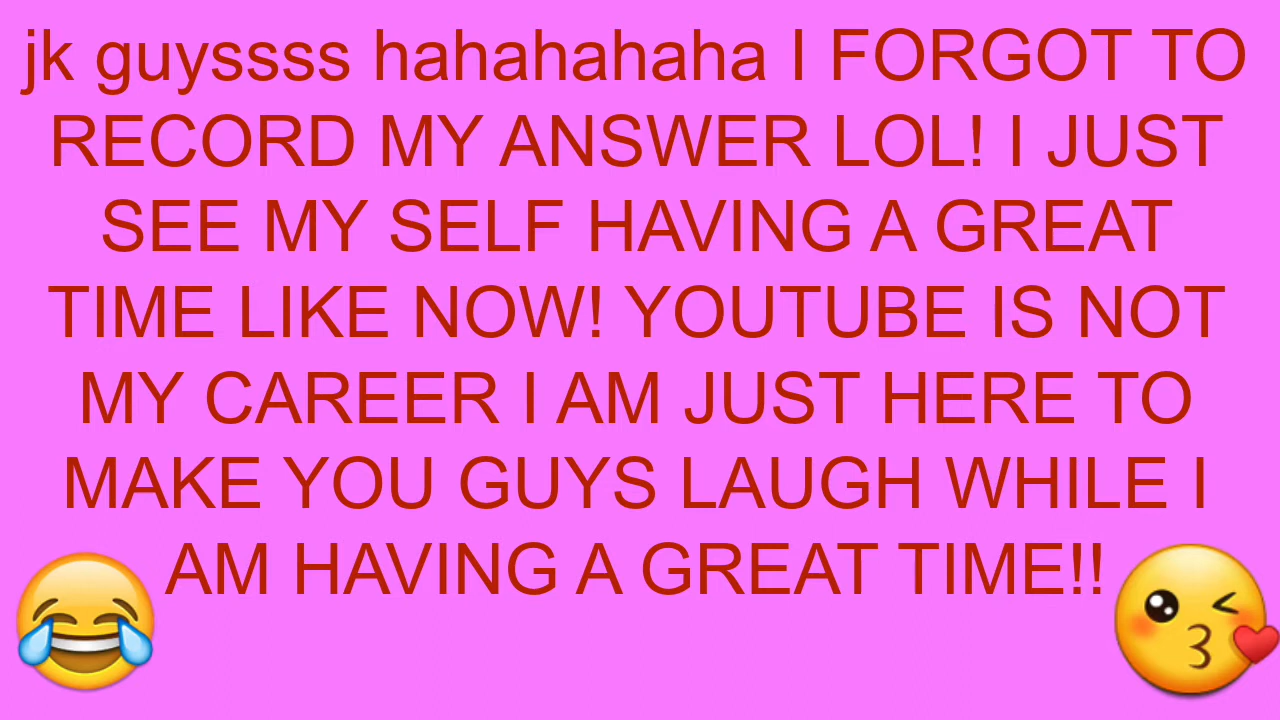 jk guyssss hahahahaha I FORGOT TO
RECORD MY ANSWER LOL! I JUST
SEE MY SELF HAVING A GREAT
TIME LIKE NOW! YOUTUBE IS NOT
MY CAREER I AM JUST HERE TO
MAKE YOU GUYS LAUGH WHILE I
AM HAVING A GREAT TIME!!